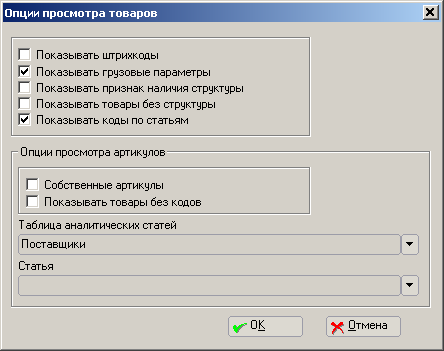 Опции просмотра товаров
Показывать штрихкоды
Показывать грузовые параметры
Показывать признак наличия структуры
Показывать товары без структуры
Показывать коды по статьям
Опции просмотра артикулов
Собственные артикулы
Показывать товары без кодов
Таблица аналитических статей
Поставщики
Статья
OK
Отмена